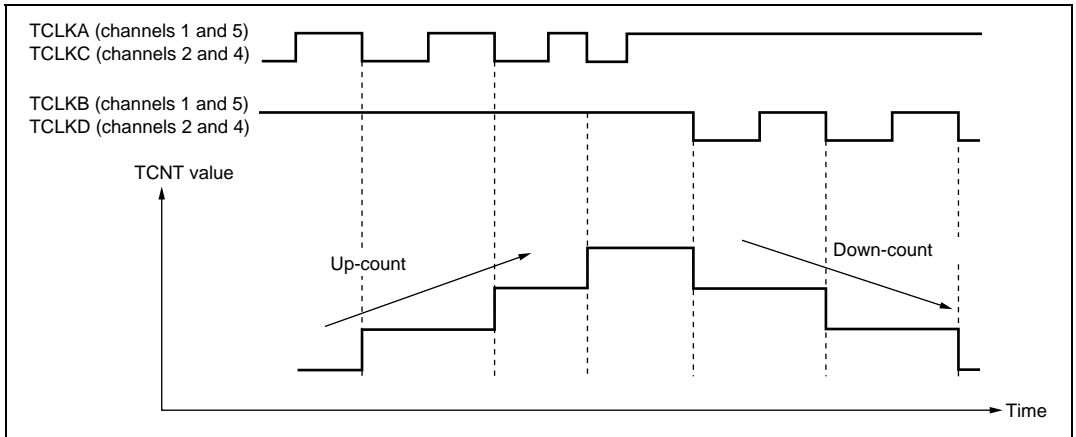 TCLKA (channels 1 and 5)
TCLKC (channels 2 and 4)
TCLKB (channels 1 and 5)
TCLKD (channels 2 and 4)
TCNT value
Up-count
Down-count
Time